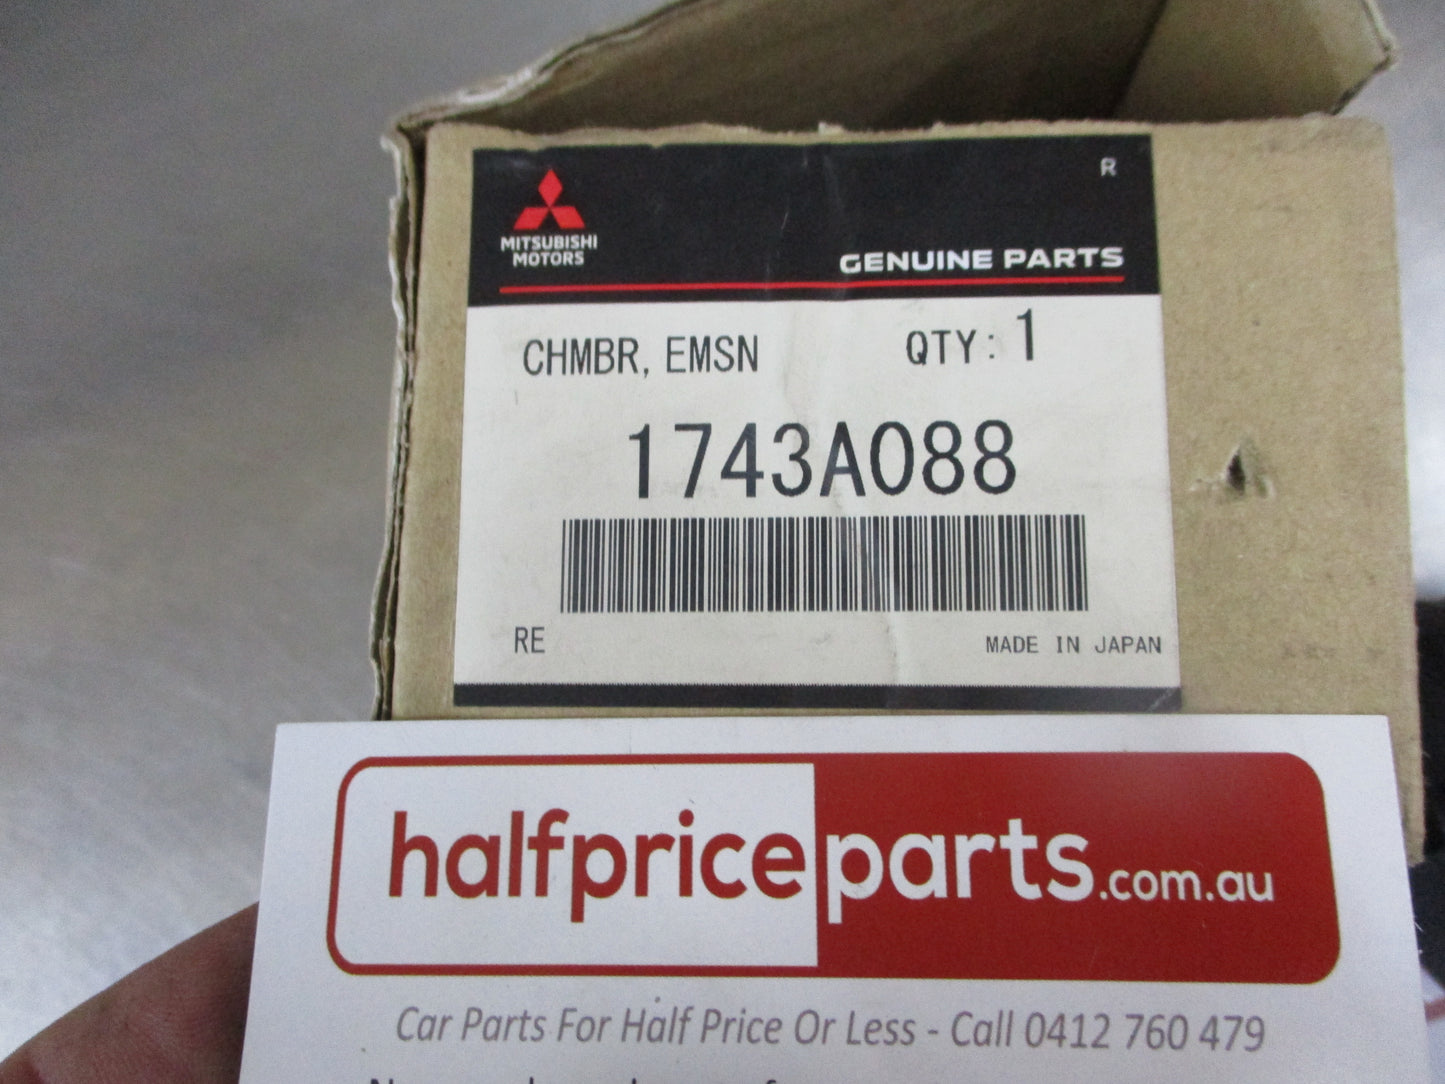 R
MITSUBISHI
MOTORS
GENUINE PARTS
CHMBR, EMSN QTY: 1
1743A088
RE MADE IN JAPAN
halfpriceparts.com.au
Car Parts For Half Price Or Less - Call 0412 760 479